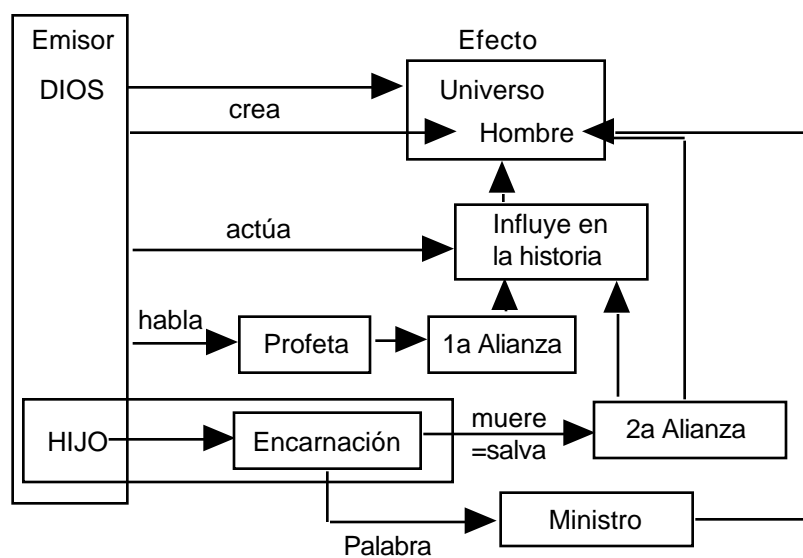 Emisor
Efecto
DIOS
Universo
crea
Hombre
actúa
Influye en
la historia
habla
Profeta
1a Alianza
HIJO
Encarnación
muere
=salva
2a Alianza
Palabra
Ministro